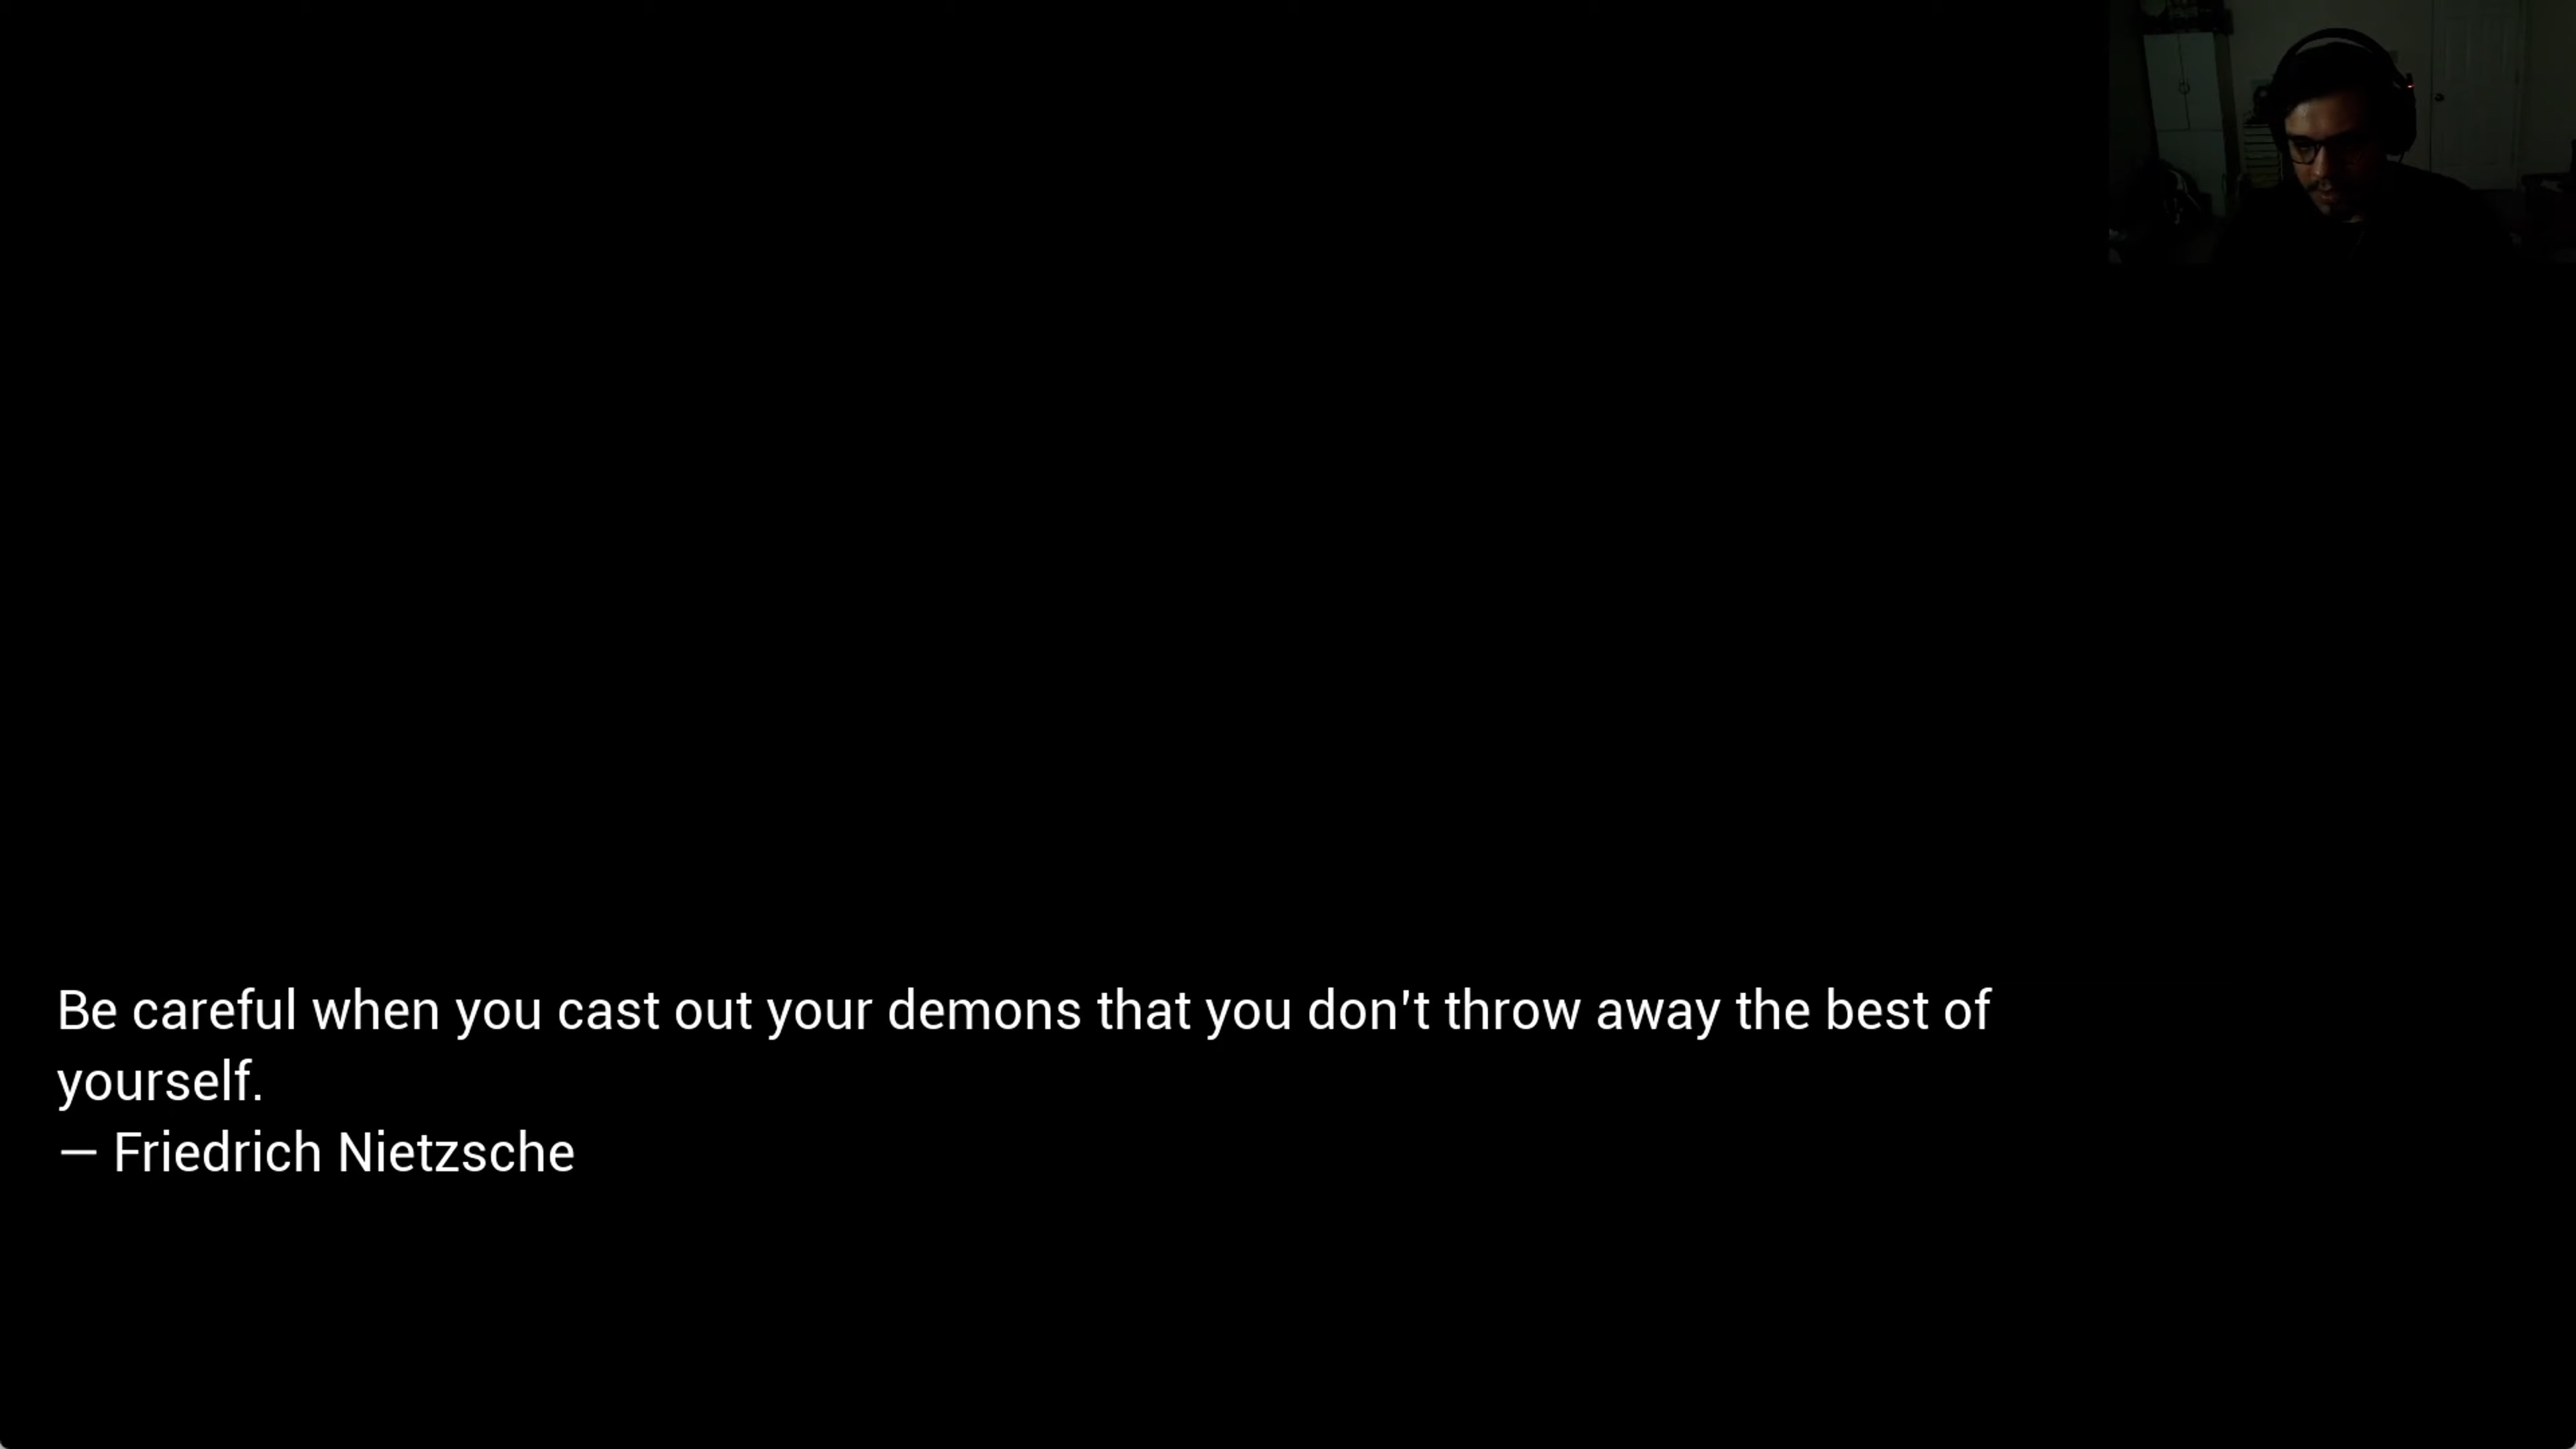 Be careful when you cast out your demons that you don't throw away the best of
yourself.
— Friedrich Nietzsche